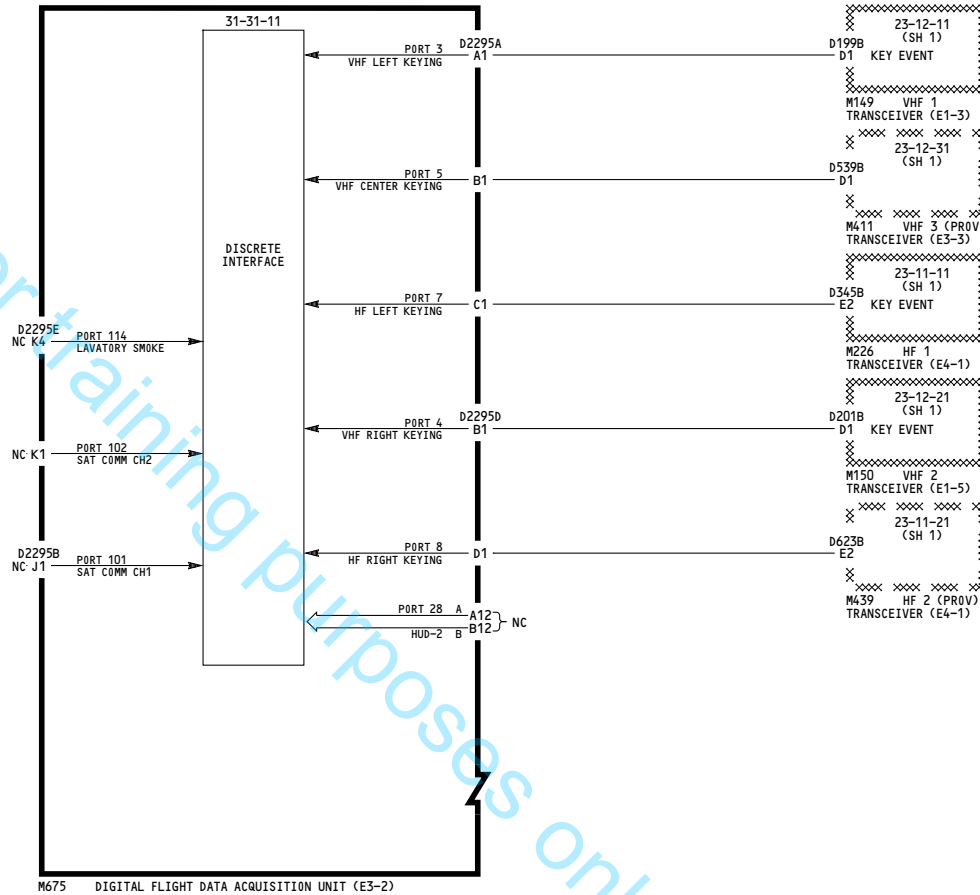 31-31-11
DISCRETE
INTERFACE
PORT 3
VHF LEFT KEYING
D2295A
A1
D199B
D1 KEY EVENT
23-12-11
(SH 1)
M149 VHF 1
TRANSCEIVER (E1-3)
PORT 5
VHF CENTER KEYING
B1
D539B
D1
23-12-31
(SH 1)
M411 VHF 3 (PROV
TRANSCEIVER (E3-3)
PORT 7
HF LEFT KEYING
C1
D345B
E2 KEY EVENT
23-11-11
(SH 1)
M226 HF 1
TRANSCEIVER (E4-1)
D2295E
NC K4
PORT 114
LAVATORY SMOKE
PORT 4
VHF RIGHT KEYING
D2295D
B1
D201B
D1 KEY EVENT
23-12-21
(SH 1)
M150 VHF 2
TRANSCEIVER (E1-5)
NC K1
PORT 102
SAT COMM CH2
PORT 8
HF RIGHT KEYING
D1
D623B
E2
23-11-21
(SH 1)
M439 HF 2 (PROV)
TRANSCEIVER (E4-1)
D2295B
NC J1
PORT 101
SAT COMM CH1
PORT 28 A
A12
HUD-2 B
B12
NC
M675 DIGITAL FLIGHT DATA ACQUISITION UNIT (E3-2)
or training purposes on